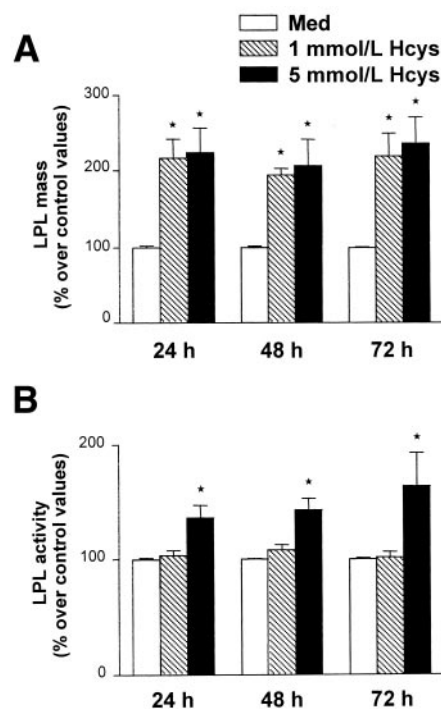 Med
1 mmol/L Hcys
5 mmol/L Hcys
A
LPL mass
(% over control values)
300
200
100
0
* * * * * *
24 h 48 h 72 h
B
LPL activity
(% over control values)
200
100
0
* * *
24 h 48 h 72 h